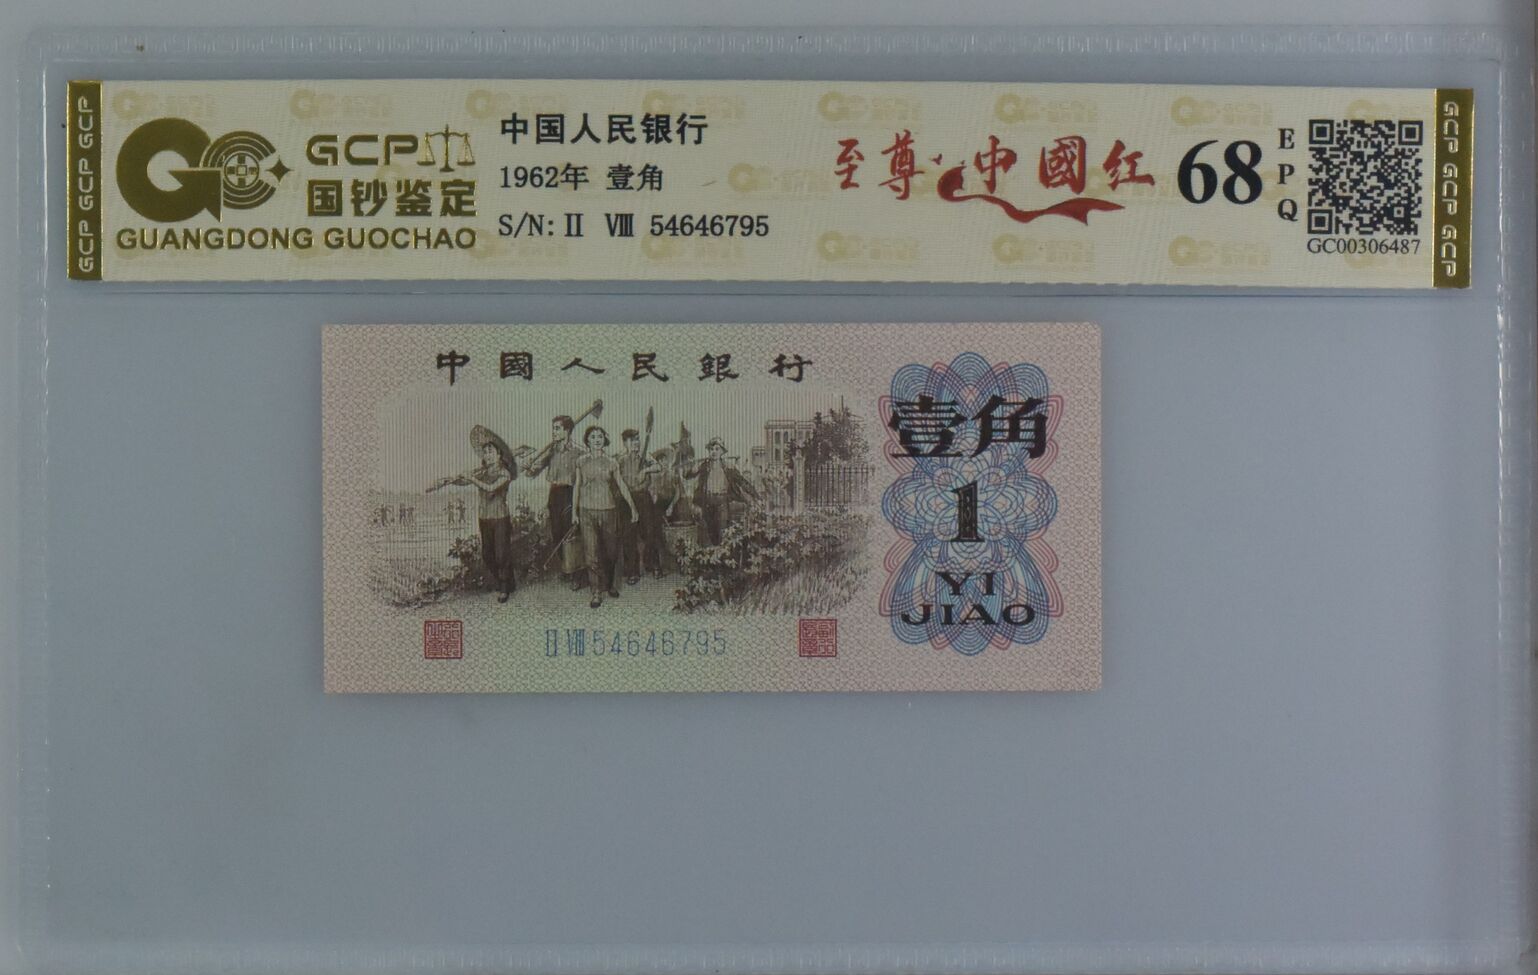 GCP GCP GCP
GCP
国钞鉴定
GUANGDONG GUOCHAO
中国人民银行
1962年 壹角
S/N: II VIII 54646795
至尊·中國红
68
EPQ
GC00306487
GCP GCP GCP
中國人民銀行
壹角
1
YI
JIAO
II VIII 54646795